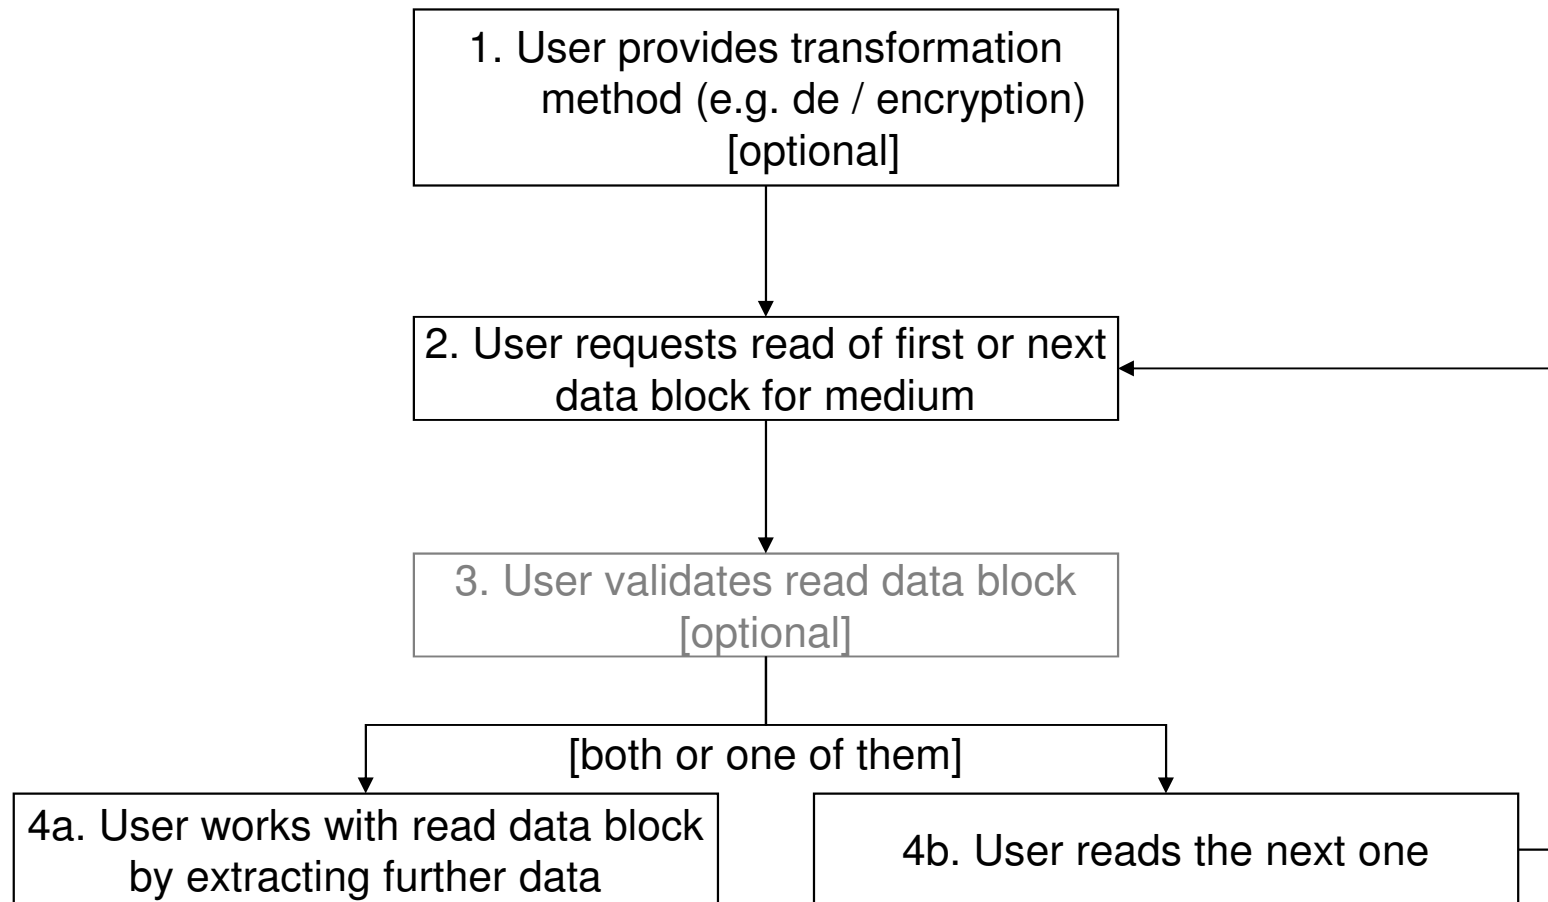 1. User provides transformation
method (e.g. de / encryption)
[optional]
2. User requests read of first or next
data block for medium
3. User validates read data block
[optional]
[both or one of them]
4a. User works with read data block
by extracting further data
4b. User reads the next one